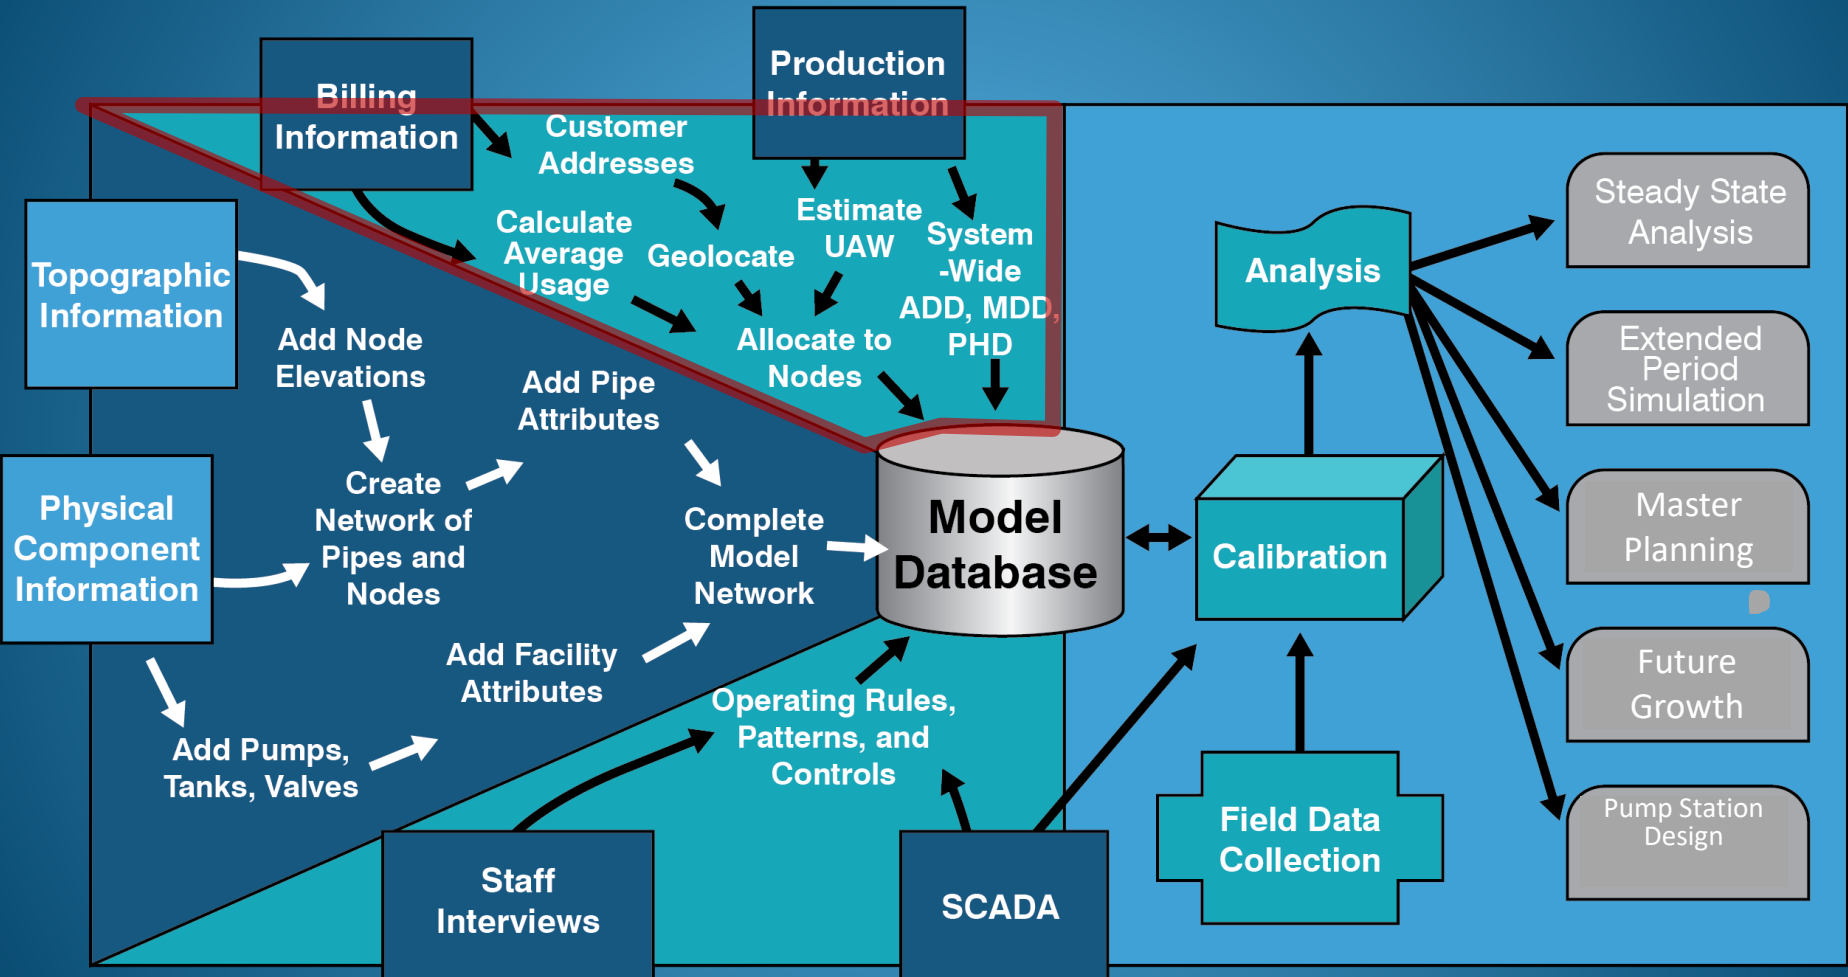 Billing
Information
Production
Information
Customer
Addresses
Calculate
Average
Usage
Geolocate
Estimate
UAW
System
-Wide
ADD, MDD,
PHD
Allocate to
Nodes
Topographic
Information
Add Node
Elevations
Add Pipe
Attributes
Physical
Component
Information
Create
Network of
Pipes and
Nodes
Complete
Model
Network
Add Facility
Attributes
Add Pumps,
Tanks, Valves
Model
Database
Operating Rules,
Patterns, and
Controls
Staff
Interviews
SCADA
Calibration
Field Data
Collection
Analysis
Steady State
Analysis
Extended
Period
Simulation
Master
Planning
Future
Growth
Pump Station
Design